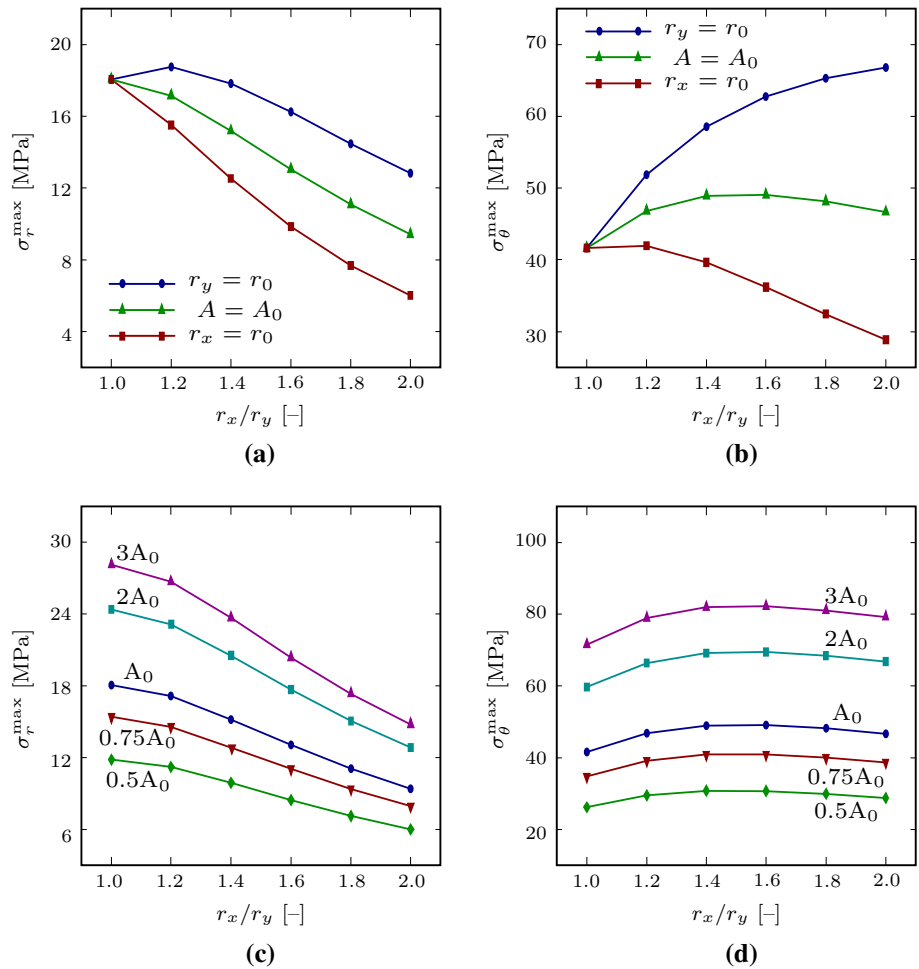 20
16
12
8
4
σ_r^max [MPa]
r_y = r_0
A = A_0
r_x = r_0
1.0 1.2 1.4 1.6 1.8 2.0
r_x/r_y [–]
(a)
70
60
50
40
30
σ_θ^max [MPa]
r_y = r_0
A = A_0
r_x = r_0
1.0 1.2 1.4 1.6 1.8 2.0
r_x/r_y [–]
(b)
30
24
18
12
6
σ_r^max [MPa]
3A_0
2A_0
A_0
0.75A_0
0.5A_0
1.0 1.2 1.4 1.6 1.8 2.0
r_x/r_y [–]
(c)
100
80
60
40
20
σ_θ^max [MPa]
3A_0
2A_0
A_0
0.75A_0
0.5A_0
1.0 1.2 1.4 1.6 1.8 2.0
r_x/r_y [–]
(d)